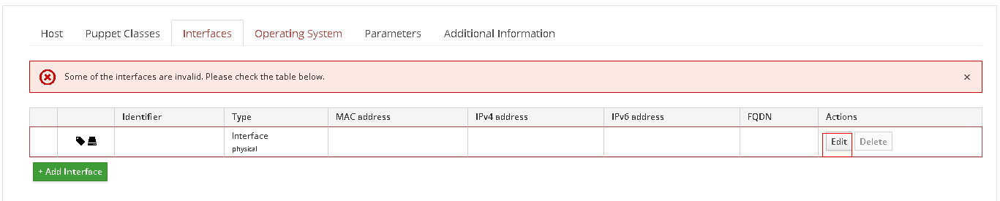 Host Puppet Classes Interfaces Operating System Parameters Additional Information
Some of the interfaces are invalid. Please check the table below. ×
Identifier Type MAC address IPv4 address IPv6 address FQDN Actions
Interface
physical
Edit Delete
+ Add Interface